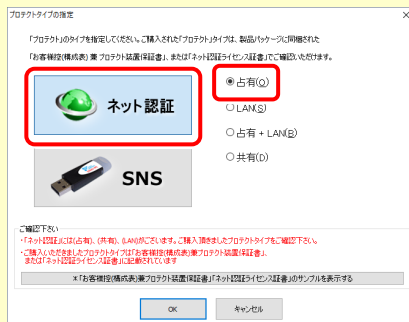 プロテクトタイプの指定
「プロテクト」のタイプを指定してください。ご購入された「プロテクト」タイプは、製品パッケージに同梱された
「お客様控(構成表) 兼 プロテクト装置保証書」、または「ネット認証ライセンス証書」でご確認いただけます。
ネット認証
占有(O)
LAN(S)
占有 + LAN(B)
共有(D)
SNS
ご確認下さい
・「ネット認証」には(占有)、(共有)、(LAN)がございます。ご購入頂きましたプロテクトタイプをご確認下さい。
・ご購入いただきましたプロテクトタイプは「お客様控(構成表)兼プロテクト装置保証書」、
または「ネット認証ライセンス証書」に記載されています
*「お客様控(構成表)兼プロテクト装置保証書」「ネット認証ライセンス証書」のサンプルを表示する
OK
キャンセル